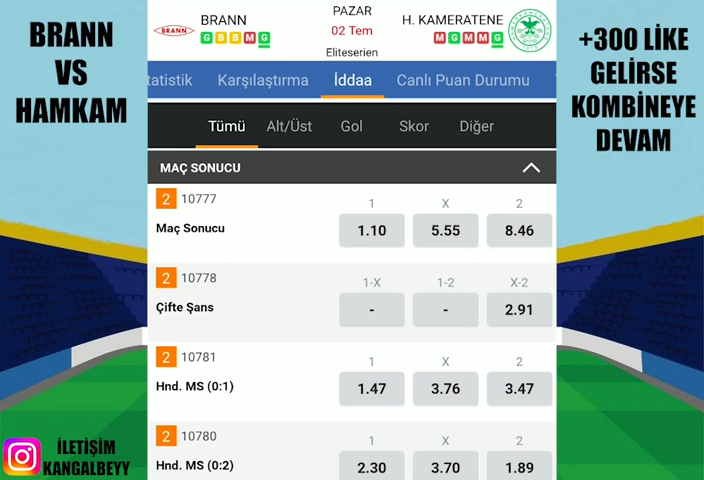 BRANN
VS
HAMKAM
BRANN
BRANN
G B B M G
PAZAR
02 Tem
Eliteserien
H. KAMERATENE
M G M M G
+300 LİKE
GELİRSE
KOMBİNEYE
DEVAM
tatistik Karşılaştırma İddaa Canlı Puan Durumu
Tümü Alt/Üst Gol Skor Diğer
MAÇ SONUCU
2 10777
Maç Sonucu
1 X 2
1.10 5.55 8.46
2 10778
Çifte Şans
1-X 1-2 X-2
- - 2.91
2 10781
Hnd. MS (0:1)
1 X 2
1.47 3.76 3.47
2 10780
Hnd. MS (0:2)
1 X 2
2.30 3.70 1.89
İLETİŞİM
KANGALBEYY